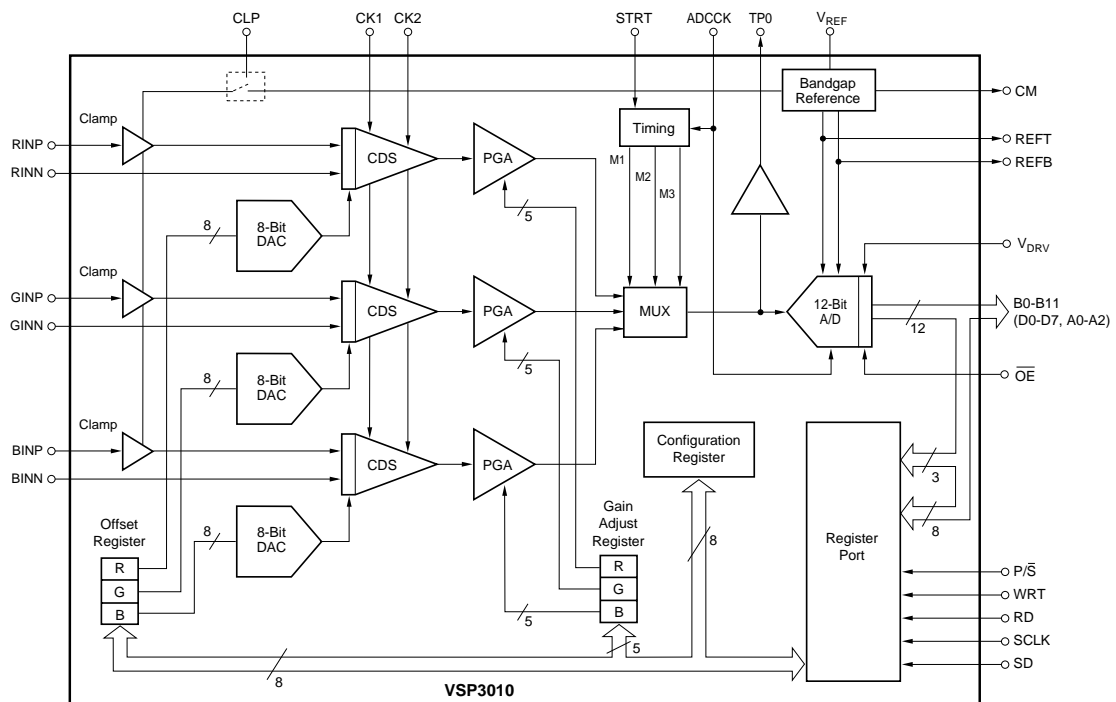 CLP
CK1
CK2
STRT
ADCCK
TP0
VREF
Bandgap
Reference
CM
Clamp
Timing
RINP
CDS
PGA
REFT
RINN
M1
M2
M3
REFB
5
8
8-Bit
DAC
VDRV
Clamp
GINP
CDS
PGA
MUX
12-Bit
A/D
B0-B11
(D0-D7, A0-A2)
GINN
12
5
OE
8
8-Bit
DAC
Clamp
BINP
CDS
PGA
Configuration
Register
BINN
3
8
Offset
Register
8
8-Bit
DAC
Gain
Adjust
Register
8
Register
Port
R
G
B
R
G
B
5
P/S̅
WRT
RD
SCLK
SD
5
8
VSP3010